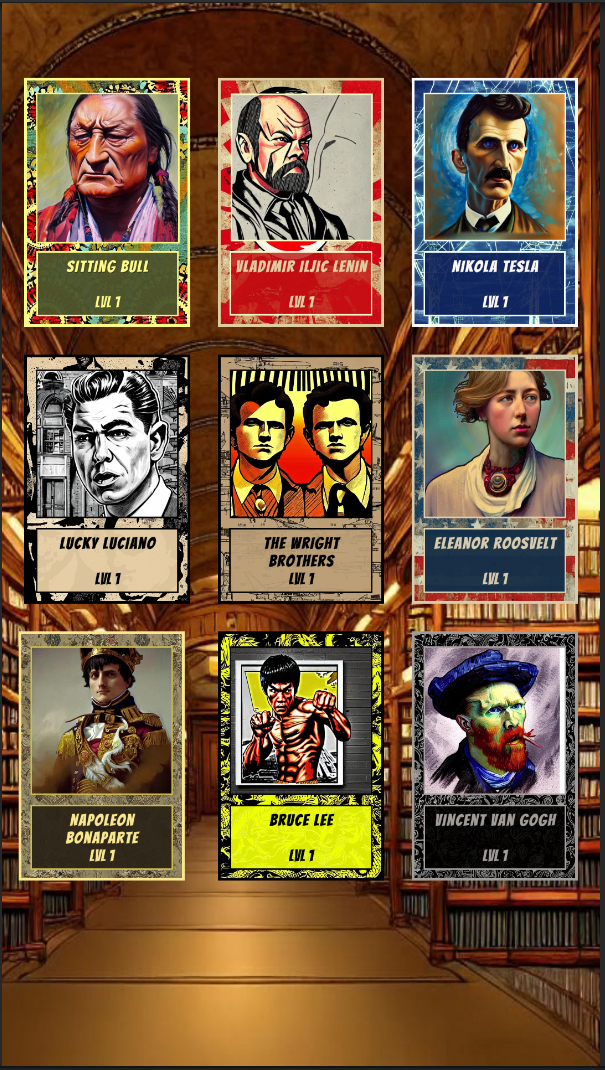 SITTING BULL
LVL 1
VLADIMIR ILJIC LENIN
LVL 1
NIKOLA TESLA
LVL 1
LUCKY LUCIANO
LVL 1
THE WRIGHT
BROTHERS
LVL 1
ELEANOR ROOSVELT
LVL 1
NAPOLEON
BONAPARTE
LVL 1
BRUCE LEE
LVL 1
VINCENT VAN GOGH
LVL 1